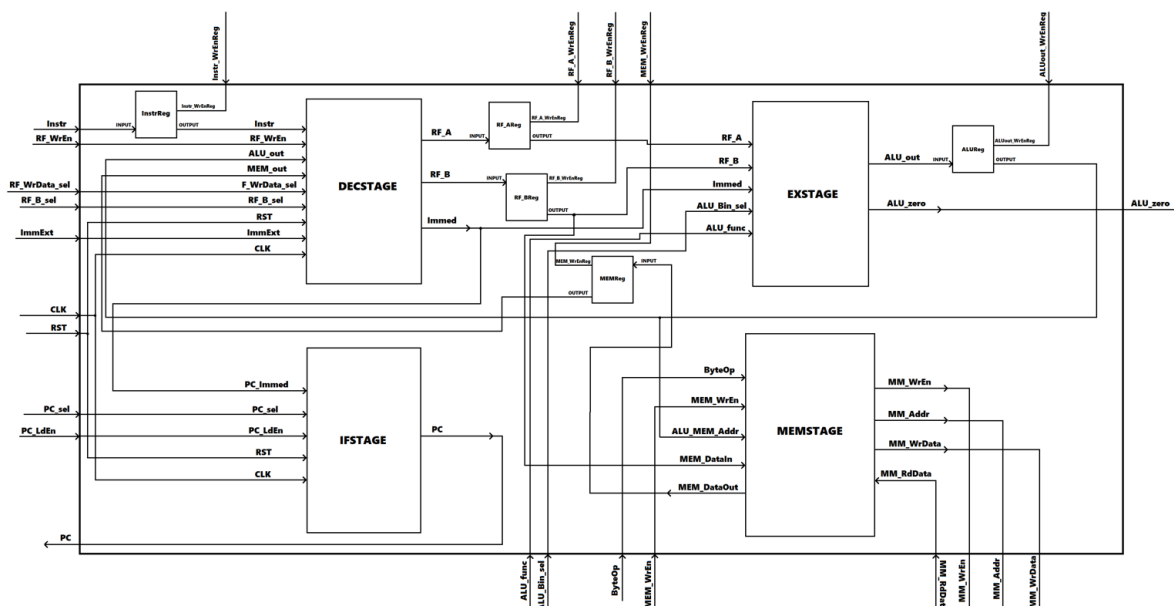 Instr_WrEnReg
RF_A_WrEnReg
RF_B_WrEnReg
MEM_WrEnReg
ALUout_WrEnReg
InstrReg
Instr_WrEnReg
INPUT
OUTPUT
Instr
Instr
RF_WrEn
RF_WrEn
ALU_out
MEM_out
RF_WrData_sel
F_WrData_sel
RF_B_sel
RF_B_sel
RST
ImmExt
ImmExt
CLK
DECSTAGE
RF_A
RF_B
Immed
RF_AReg
RF_A_WrEnReg
INPUT
OUTPUT
RF_BReg
RF_B_WrEnReg
INPUT
OUTPUT
RF_A
RF_B
Immed
ALU_Bin_sel
ALU_func
EXSTAGE
ALU_out
ALU_zero
ALU_zero
ALUReg
ALUout_WrEnReg
INPUT
OUTPUT
MEM_WrEnReg
MEMReg
INPUT
OUTPUT
CLK
RST
PC_Immed
PC_sel
PC_sel
PC_LdEn
PC_LdEn
RST
CLK
IFSTAGE
PC
PC
ByteOp
MEM_WrEn
ALU_MEM_Addr
MEM_DataIn
MEM_DataOut
MEMSTAGE
MM_WrEn
MM_Addr
MM_WrData
MM_RdData
ALU_func
ALU_Bin_sel
ByteOp
MEM_WrEn
MM_RdDat
MM_WrEn
MM_Addr
MM_WrData